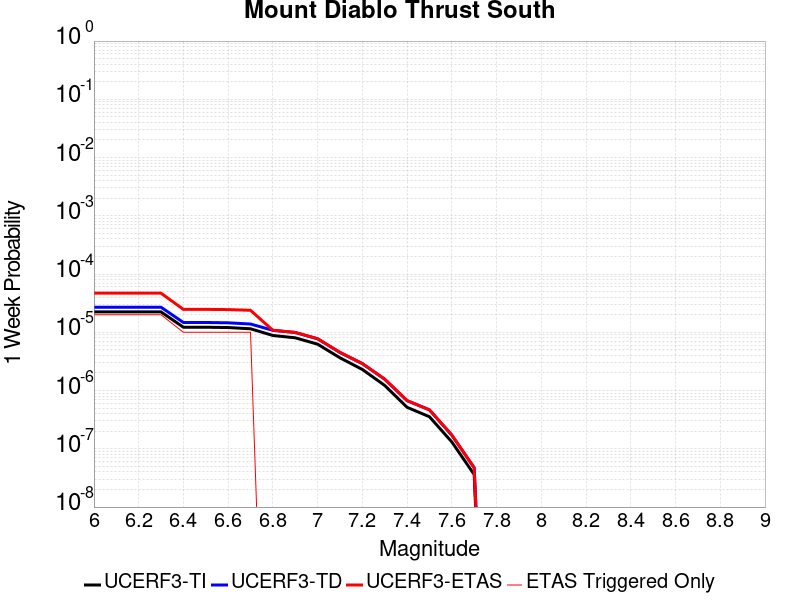 Mount Diablo Thrust South
1 Week Probability
10^0
10^-1
10^-2
10^-3
10^-4
10^-5
10^-6
10^-7
10^-8
6 6.2 6.4 6.6 6.8 7 7.2 7.4 7.6 7.8 8 8.2 8.4 8.6 8.8 9
Magnitude
UCERF3-TI UCERF3-TD UCERF3-ETAS ETAS Triggered Only